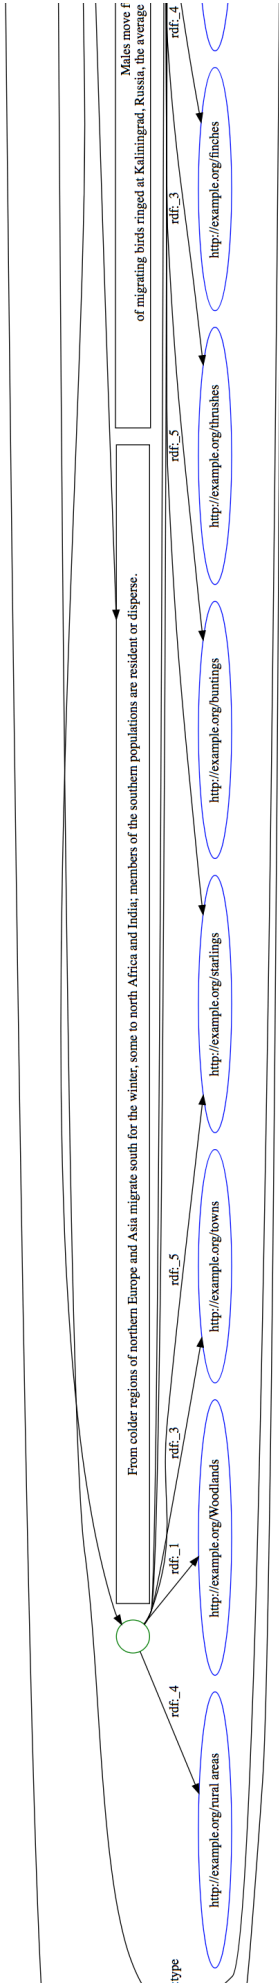 Males move f
of migrating birds ringed at Kaliningrad, Russia, the average
rdf:_4
http://example.org/finches
rdf:_3
http://example.org/thrushes
rdf:_5
http://example.org/buntings
From colder regions of northern Europe and Asia migrate south for the winter, some to north Africa and India; members of the southern populations are resident or disperse.
http://example.org/starlings
rdf:_5
http://example.org/towns
rdf:_3
http://example.org/Woodlands
rdf:_1
rdf:_4
http://example.org/rural areas
type